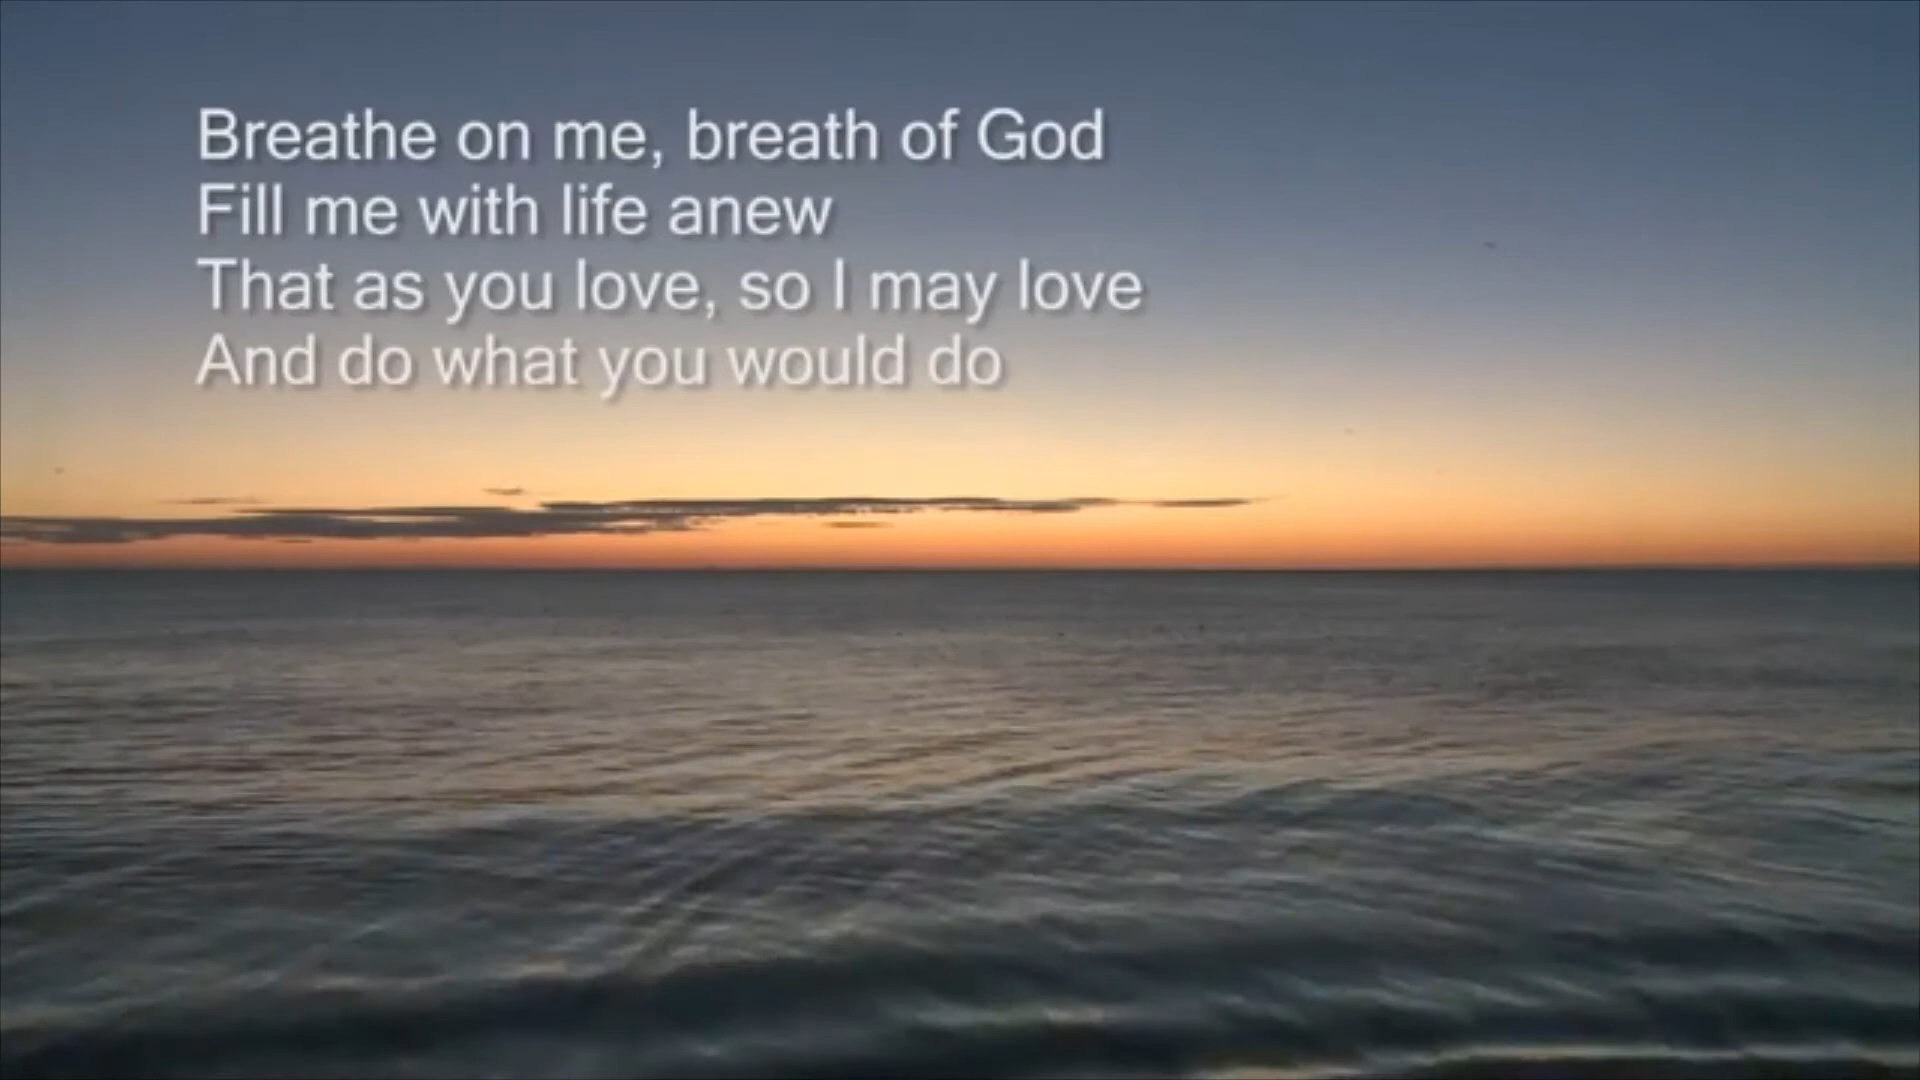 Breathe on me, breath of God
Fill me with life anew
That as you love, so I may love
And do what you would do